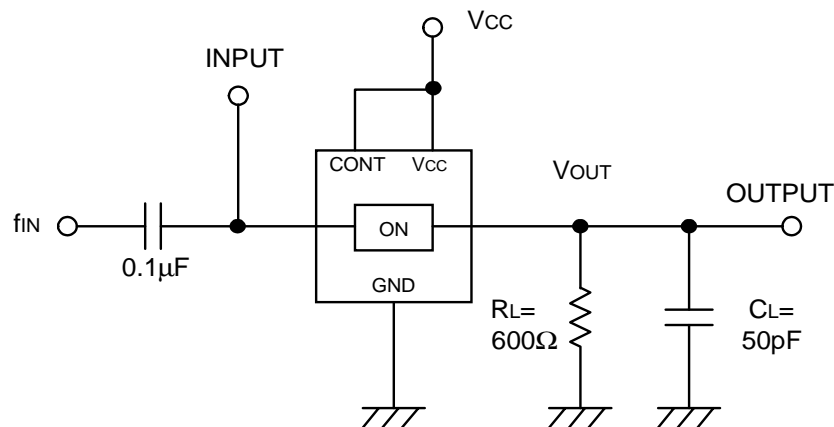 VCC
INPUT
CONT
VCC
VOUT
OUTPUT
fIN
ON
0.1μF
GND
RL=
600Ω
CL=
50pF